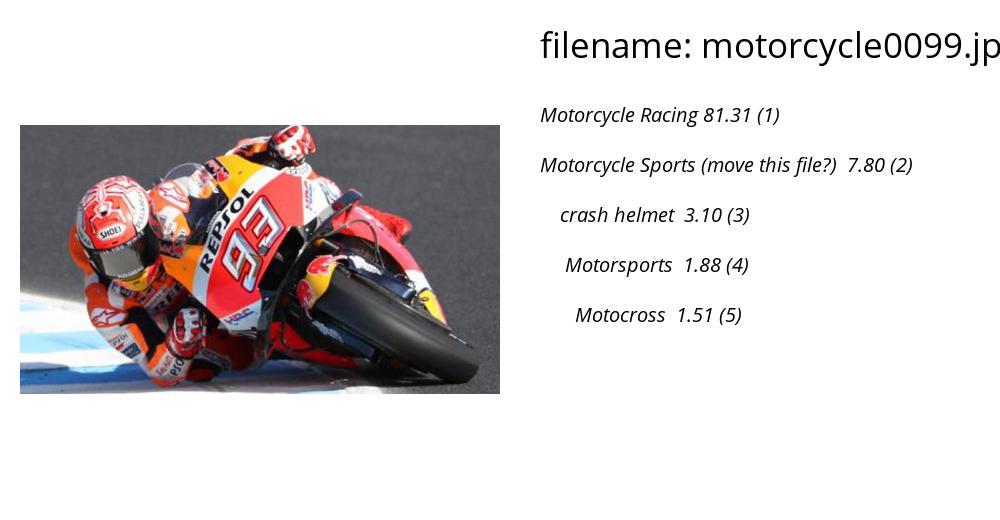 filename: motorcycle0099.jp
Motorcycle Racing 81.31 (1)
Motorcycle Sports (move this file?) 7.80 (2)
crash helmet 3.10 (3)
Motorsports 1.88 (4)
Motocross 1.51 (5)
REPSOL
93
HRC
SHOEI
HRC